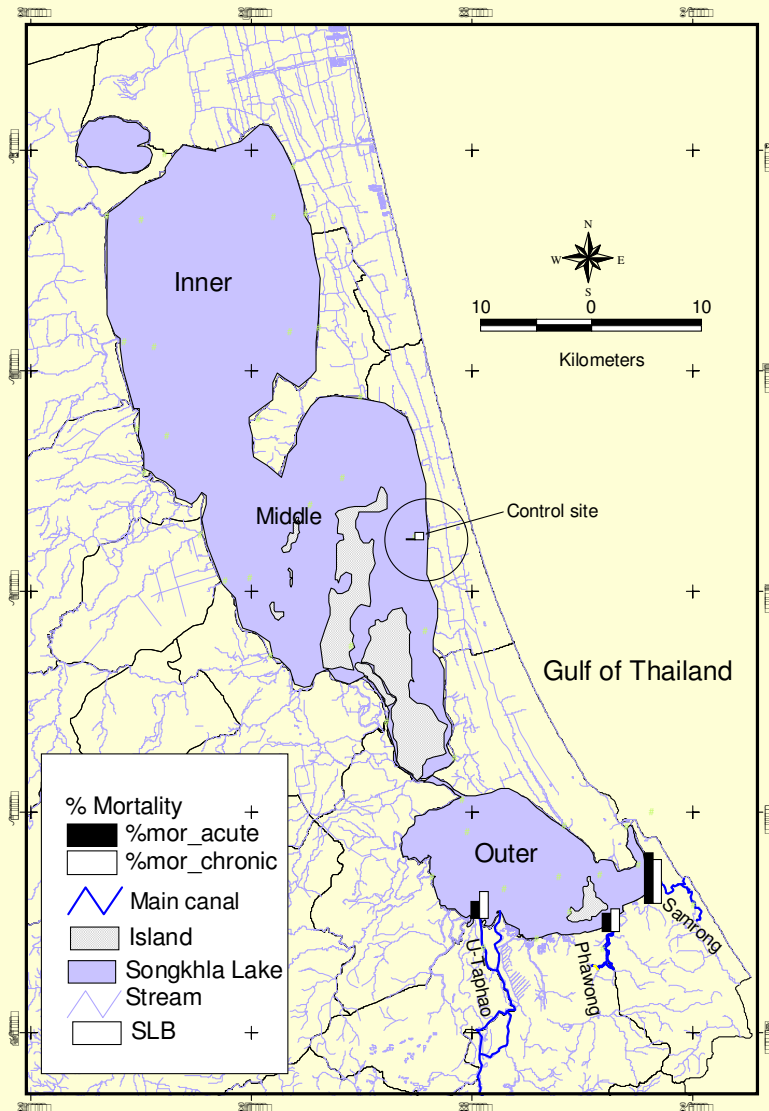 Inner
N
W E
S
10 0 10
Kilometers
Middle
Control site
Gulf of Thailand
% Mortality
%mor_acute
%mor_chronic
Main canal
Island
Songkhla Lake
Stream
SLB
Outer
U-Taphao
Phawong
Samrong